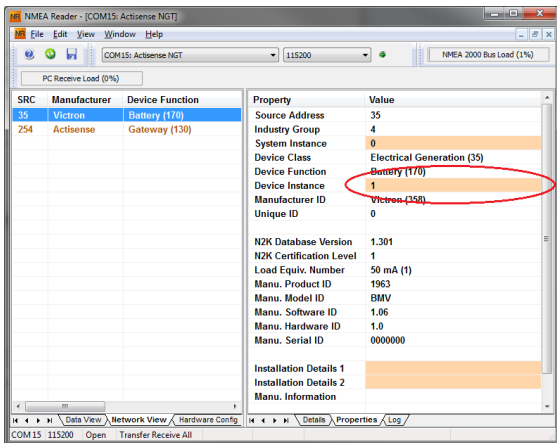 NMEA Reader - [COM15: Actisense NGT]
File Edit View Window Help
COM15: Actisense NGT 115200 NMEA 2000 Bus Load (1%)
PC Receive Load (0%)
SRC Manufacturer Device Function
35 Victron Battery (170)
254 Actisense Gateway (130)
Property Value
Source Address 35
Industry Group 4
System Instance 0
Device Class Electrical Generation (35)
Device Function Battery (170)
Device Instance 1
Manufacturer ID Victron (358)
Unique ID 0
N2K Database Version 1.301
N2K Certification Level 1
Load Equiv. Number 50 mA (1)
Manu. Product ID 1963
Manu. Model ID BMV
Manu. Software ID 1.06
Manu. Hardware ID 1.0
Manu. Serial ID 0000000
Installation Details 1
Installation Details 2
Manu. Information
Data View Network View Hardware Config Details Properties Log
COM 15 115200 Open Transfer Receive All